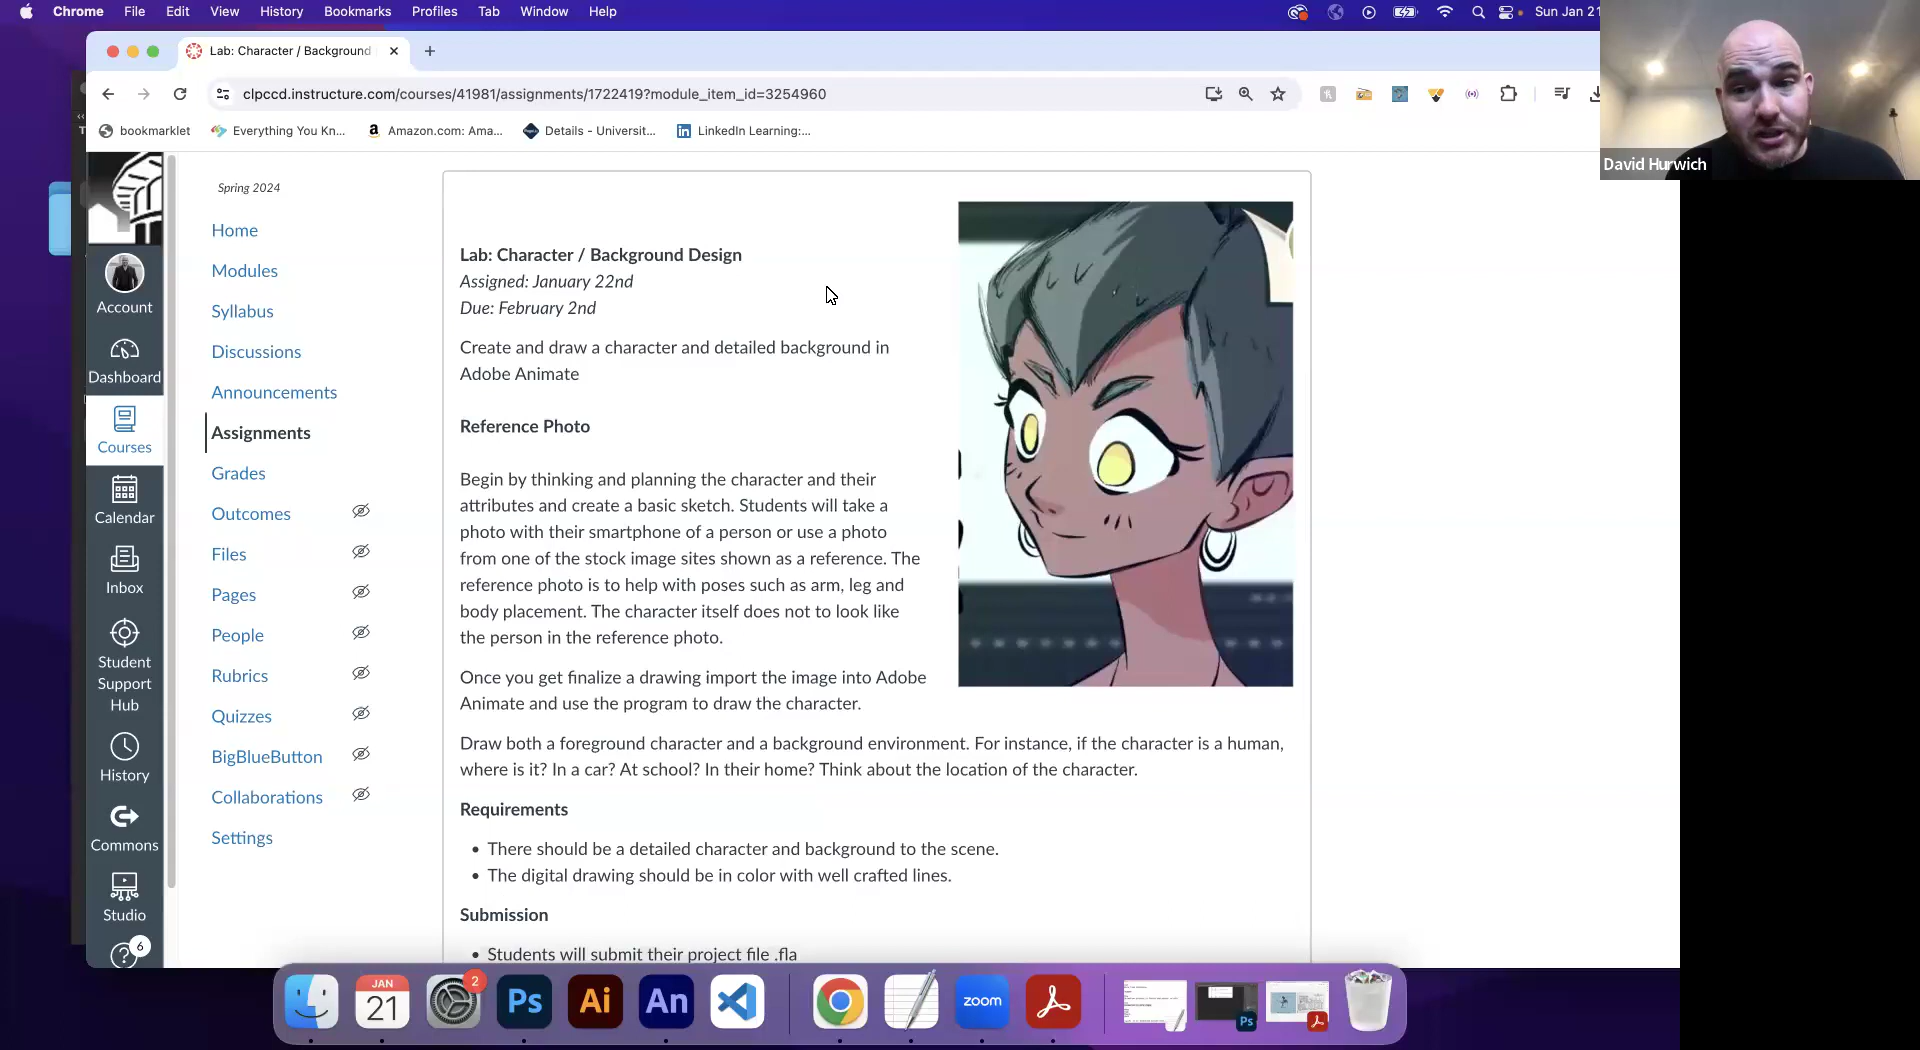 Chrome File Edit View History Bookmarks Profiles Tab Window Help Sun Jan 21
Lab: Character / Background
clpccd.instructure.com/courses/41981/assignments/1722419?module_item_id=3254960
bookmarklet Everything You Kn... Amazon.com: Ama... Details - Universit... LinkedIn Learning:...
David Hurwich
Account
Dashboard
Courses
Calendar
Inbox
Student
Support
Hub
History
Commons
Studio
6
Spring 2024
Home
Modules
Syllabus
Discussions
Announcements
Assignments
Grades
Outcomes
Files
Pages
People
Rubrics
Quizzes
BigBlueButton
Collaborations
Settings
Lab: Character / Background Design
Assigned: January 22nd
Due: February 2nd
Create and draw a character and detailed background in
Adobe Animate
Reference Photo
Begin by thinking and planning the character and their
attributes and create a basic sketch. Students will take a
photo with their smartphone of a person or use a photo
from one of the stock image sites shown as a reference. The
reference photo is to help with poses such as arm, leg and
body placement. The character itself does not to look like
the person in the reference photo.
Once you get finalize a drawing import the image into Adobe
Animate and use the program to draw the character.
Draw both a foreground character and a background environment. For instance, if the character is a human,
where is it? In a car? At school? In their home? Think about the location of the character.
Requirements
• There should be a detailed character and background to the scene.
• The digital drawing should be in color with well crafted lines.
Submission
• Students will submit their project file .fla
JAN
21
2
Ps
Ai
An
zoom
Ps